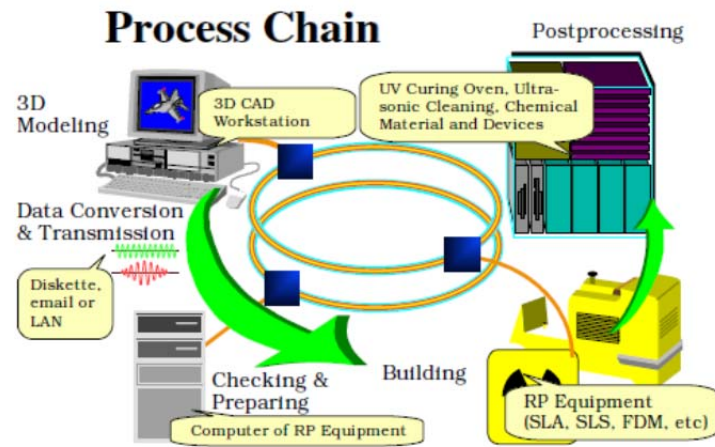 Process Chain
Postprocessing
3D
Modeling
3D CAD
Workstation
UV Curing Oven, Ultra-
sonic Cleaning, Chemical
Material and Devices
Data Conversion
& Transmission
Diskette,
email or
LAN
Checking &
Preparing
Computer of RP Equipment
Building
RP Equipment
(SLA, SLS, FDM, etc)